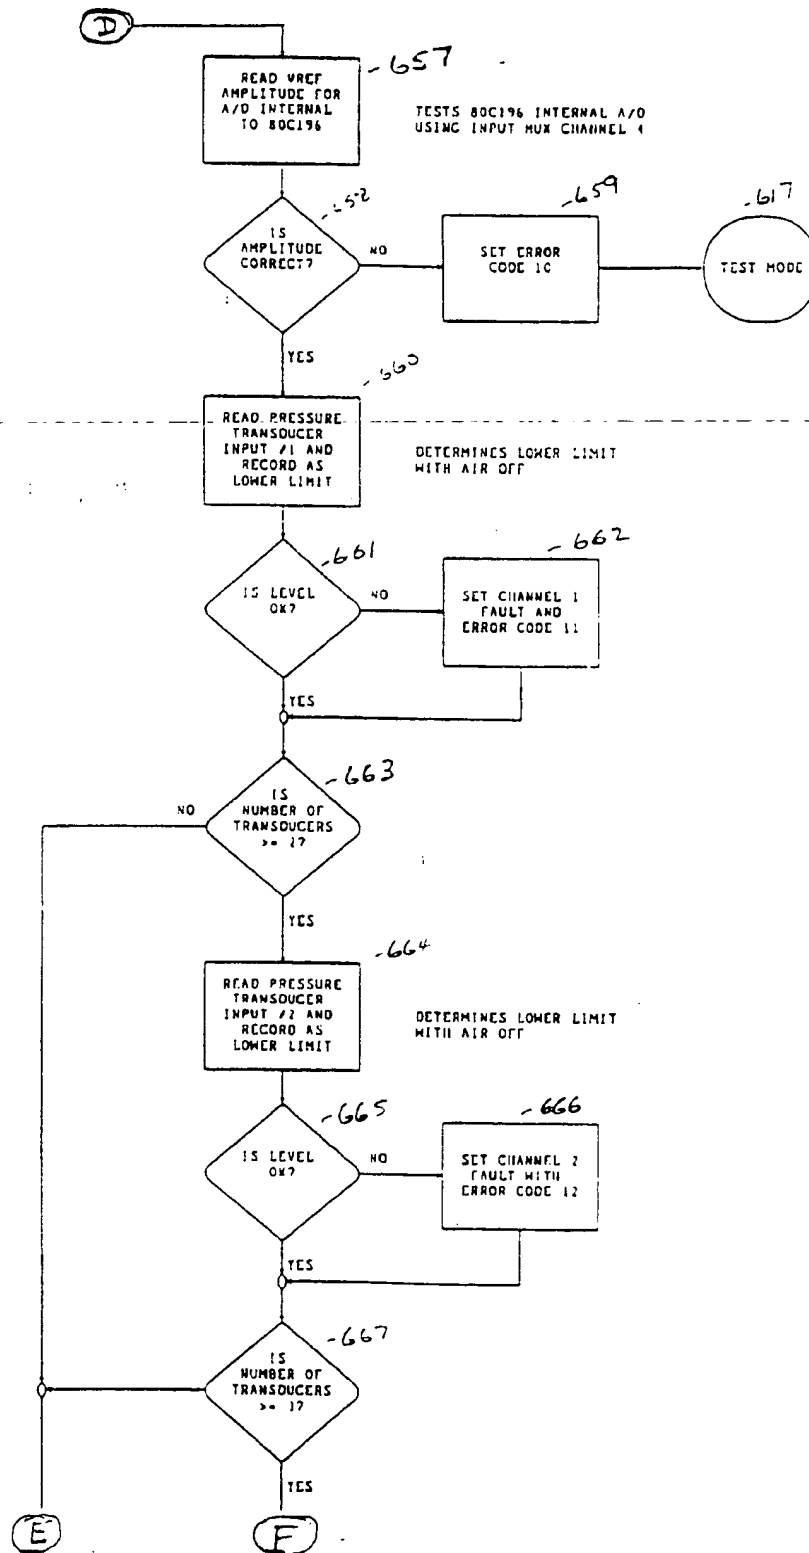 D
-657
READ VREF
AMPLITUDE FOR
A/D INTERNAL
TO 80C196
TESTS 80C196 INTERNAL A/D
USING INPUT MUX CHANNEL 4
IS
AMPLITUDE
CORRECT?
NO
-659
SET ERROR
CODE 10
-617
TEST MODE
YES
-660
READ PRESSURE
TRANSDUCER
INPUT #1 AND
RECORD AS
LOWER LIMIT
DETERMINES LOWER LIMIT
WITH AIR OFF
-661
IS LEVEL
OK?
NO
-662
SET CHANNEL 1
FAULT AND
ERROR CODE 11
YES
-663
IS
NUMBER OF
TRANSDUCERS
NO
YES
-664
READ PRESSURE
TRANSDUCER
INPUT #2 AND
RECORD AS
LOWER LIMIT
DETERMINES LOWER LIMIT
WITH AIR OFF
-665
IS LEVEL
OK?
NO
-666
SET CHANNEL 2
FAULT WITH
ERROR CODE 12
YES
-667
IS
NUMBER OF
TRANSDUCERS
YES
E
F